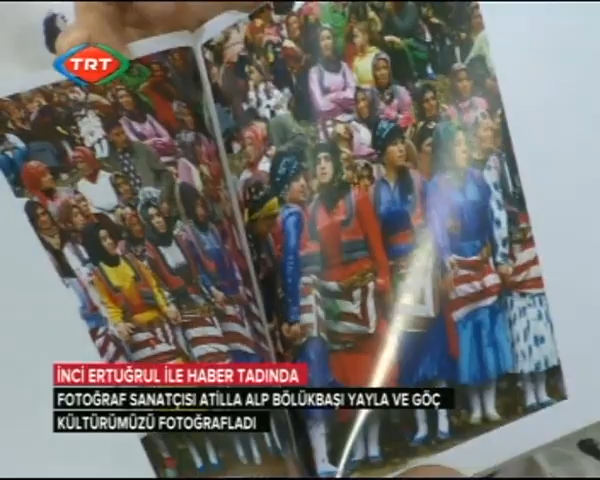 TRT
İNCİ ERTUĞRUL İLE HABER TADINDA
FOTOĞRAF SANATÇISI ATİLLA ALP BÖLÜKBAŞI YAYLA VE GÖÇ
KÜLTÜRÜMÜZÜ FOTOĞRAFLADI